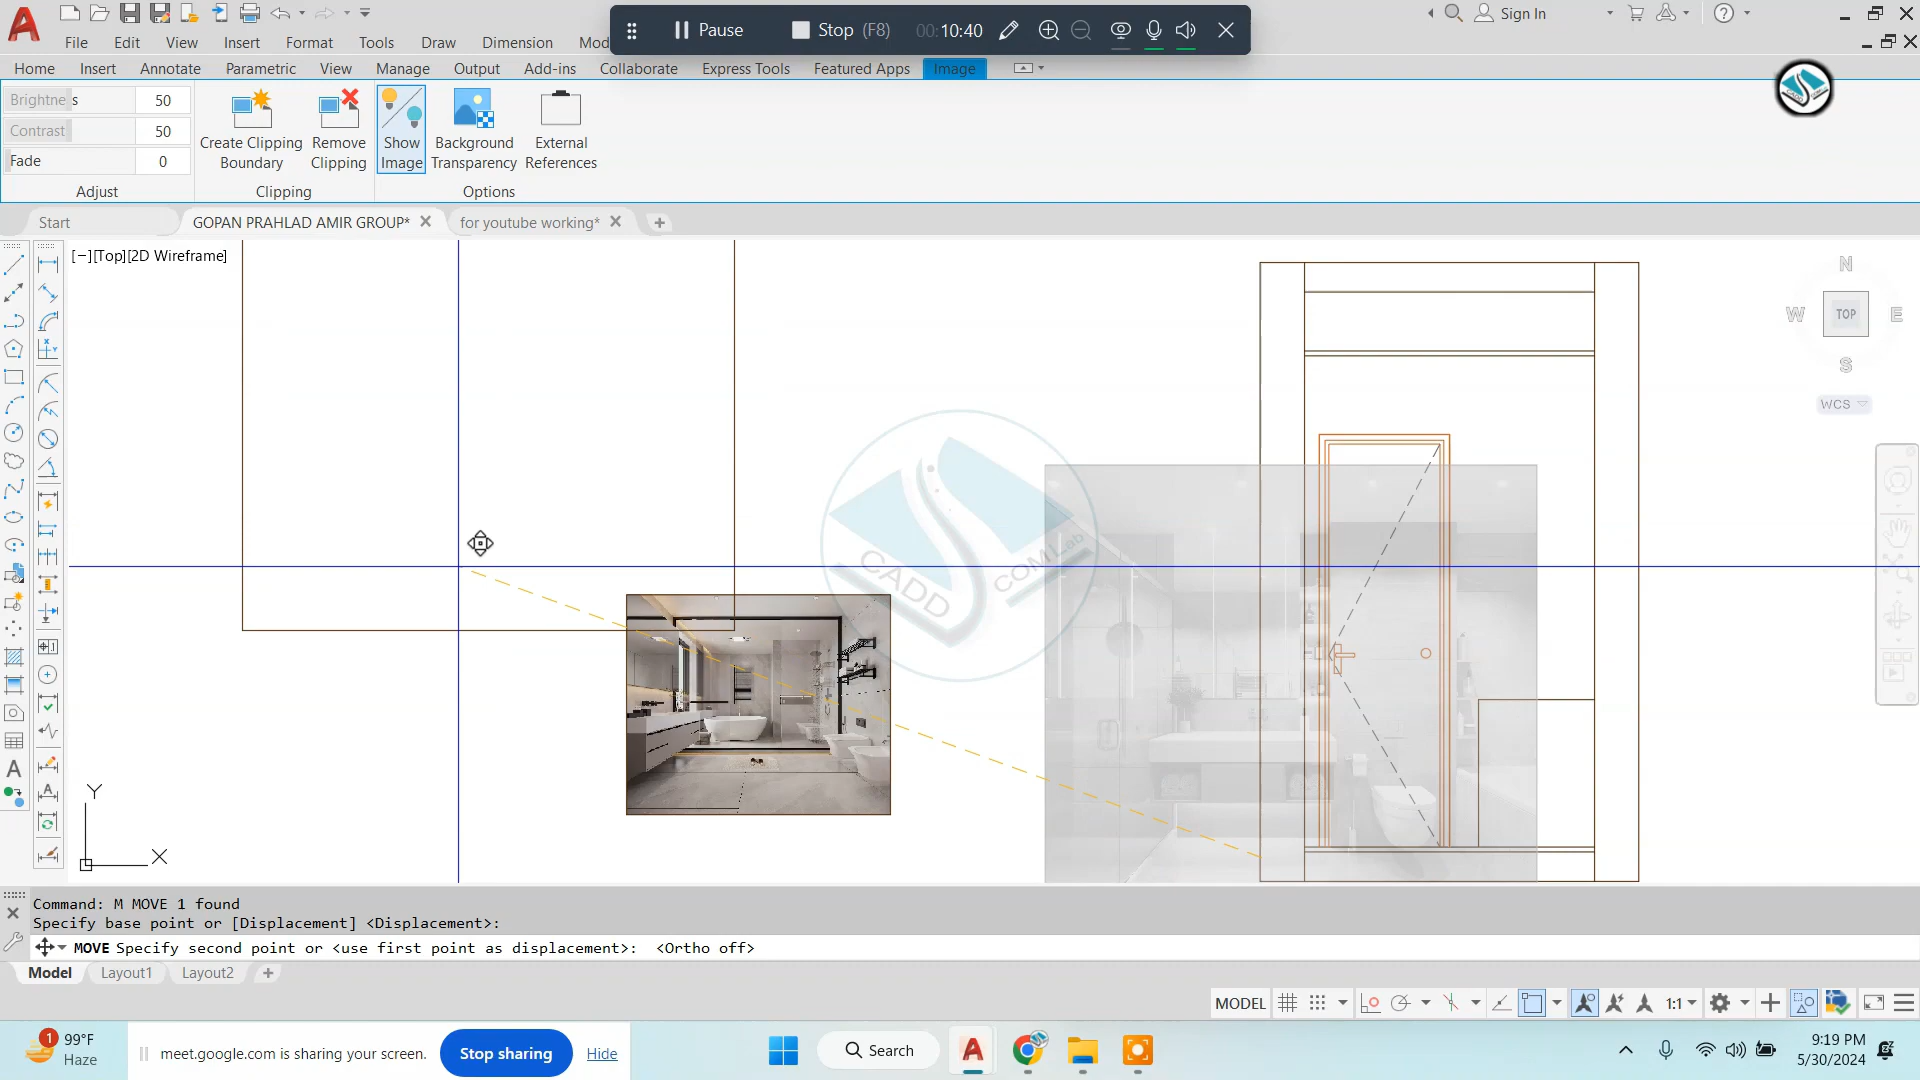 Pause
Stop (F8)
00:10:40
Sign In
File Edit View Insert Format Tools Draw Dimension Mod
Home Insert Annotate Parametric View Manage Output Add-ins Collaborate Express Tools Featured Apps Image
Brightness 50
Contrast 50
Fade 0
Create Clipping Boundary
Remove Clipping
Show Image
Background Transparency
External References
Adjust Clipping Options
Start
GOPAN PRAHLAD AMIR GROUP*
for youtube working*
[−][Top][2D Wireframe]
N
W TOP E
S
WCS
CADD COMLab
Y
X
Command: M MOVE 1 found
Specify base point or [Displacement] <Displacement>:
MOVE Specify second point or <use first point as displacement>: <Ortho off>
Model Layout1 Layout2
MODEL 1:1
1
99°F
Haze
meet.google.com is sharing your screen.
Stop sharing
Hide
Search
9:19 PM
5/30/2024